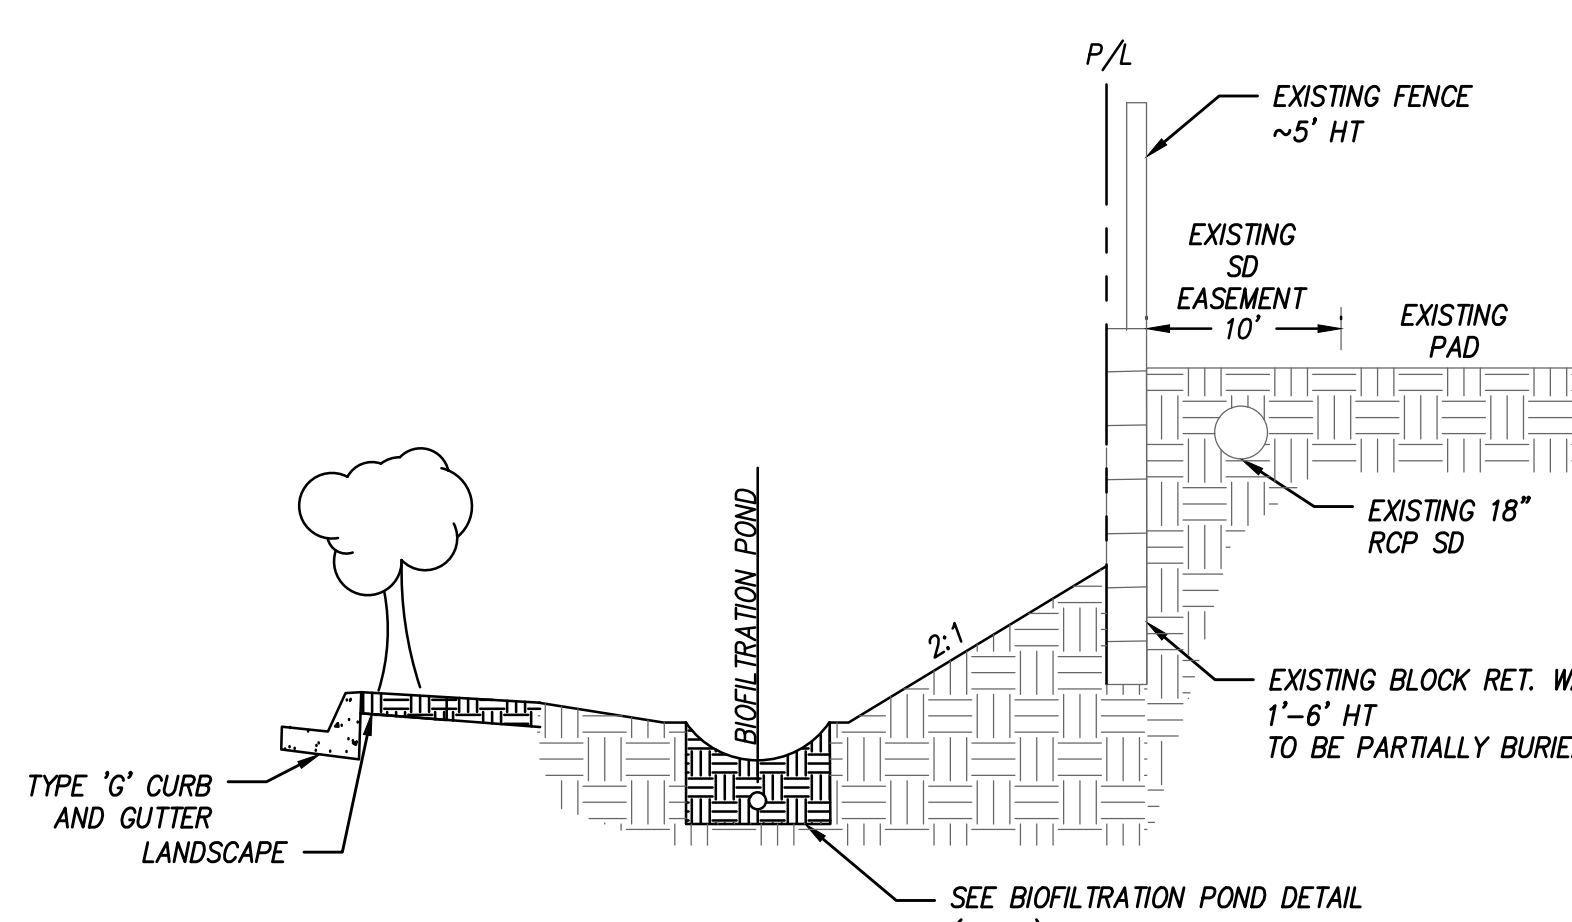 P/L
EXISTING FENCE
~5' HT
EXISTING
SD
EASEMENT
10'
EXISTING
PAD
EXISTING 18"
RCP SD
BIOFILTRATION POND
2:1
EXISTING BLOCK RET.
1'-6' HT
TO BE PARTIALLY
TYPE 'G' CURB
AND GUTTER
LANDSCAPE
SEE BIOFILTRATION POND DETAIL